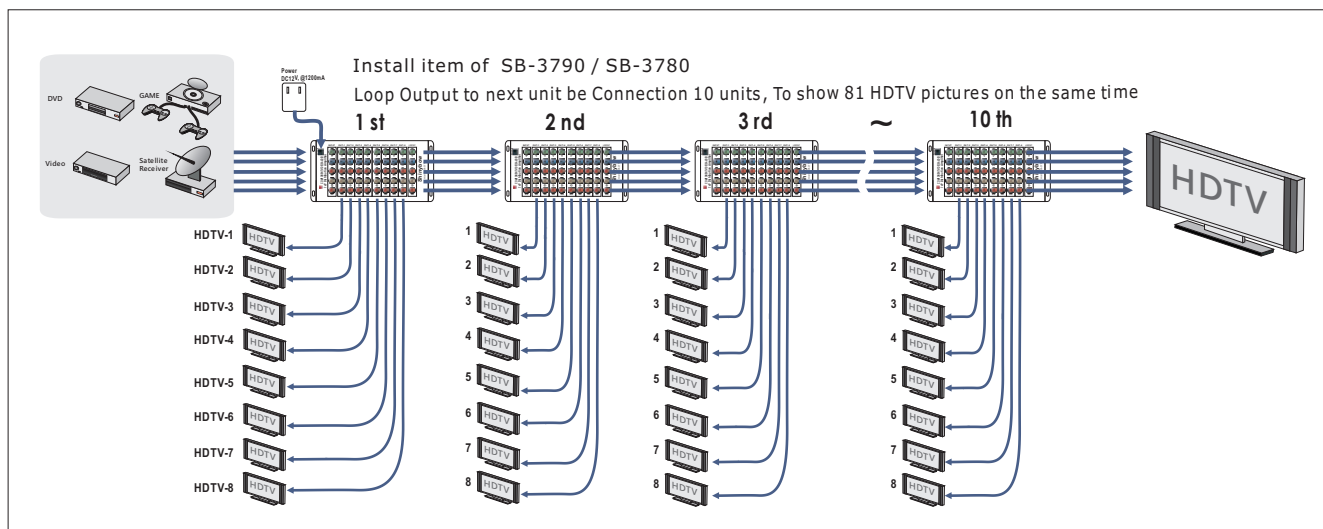 Install item of SB-3790 / SB-3780
Loop Output to next unit be Connection 10 units, To show 81 HDTV pictures on the same time
Power
DC12V, @1200mA
DVD
GAME
Video
Satellite
Receiver
1 st
2 nd
3 rd
~
10 th
HDTV
HDTV-1
HDTV
HDTV-2
HDTV
HDTV-3
HDTV
HDTV-4
HDTV
HDTV-5
HDTV
HDTV-6
HDTV
HDTV-7
HDTV
HDTV-8
HDTV
1
HDTV
2
HDTV
3
HDTV
4
HDTV
5
HDTV
6
HDTV
7
HDTV
8
HDTV
1
HDTV
2
HDTV
3
HDTV
4
HDTV
5
HDTV
6
HDTV
7
HDTV
8
HDTV
1
HDTV
2
HDTV
3
HDTV
4
HDTV
5
HDTV
6
HDTV
7
HDTV
8
HDTV